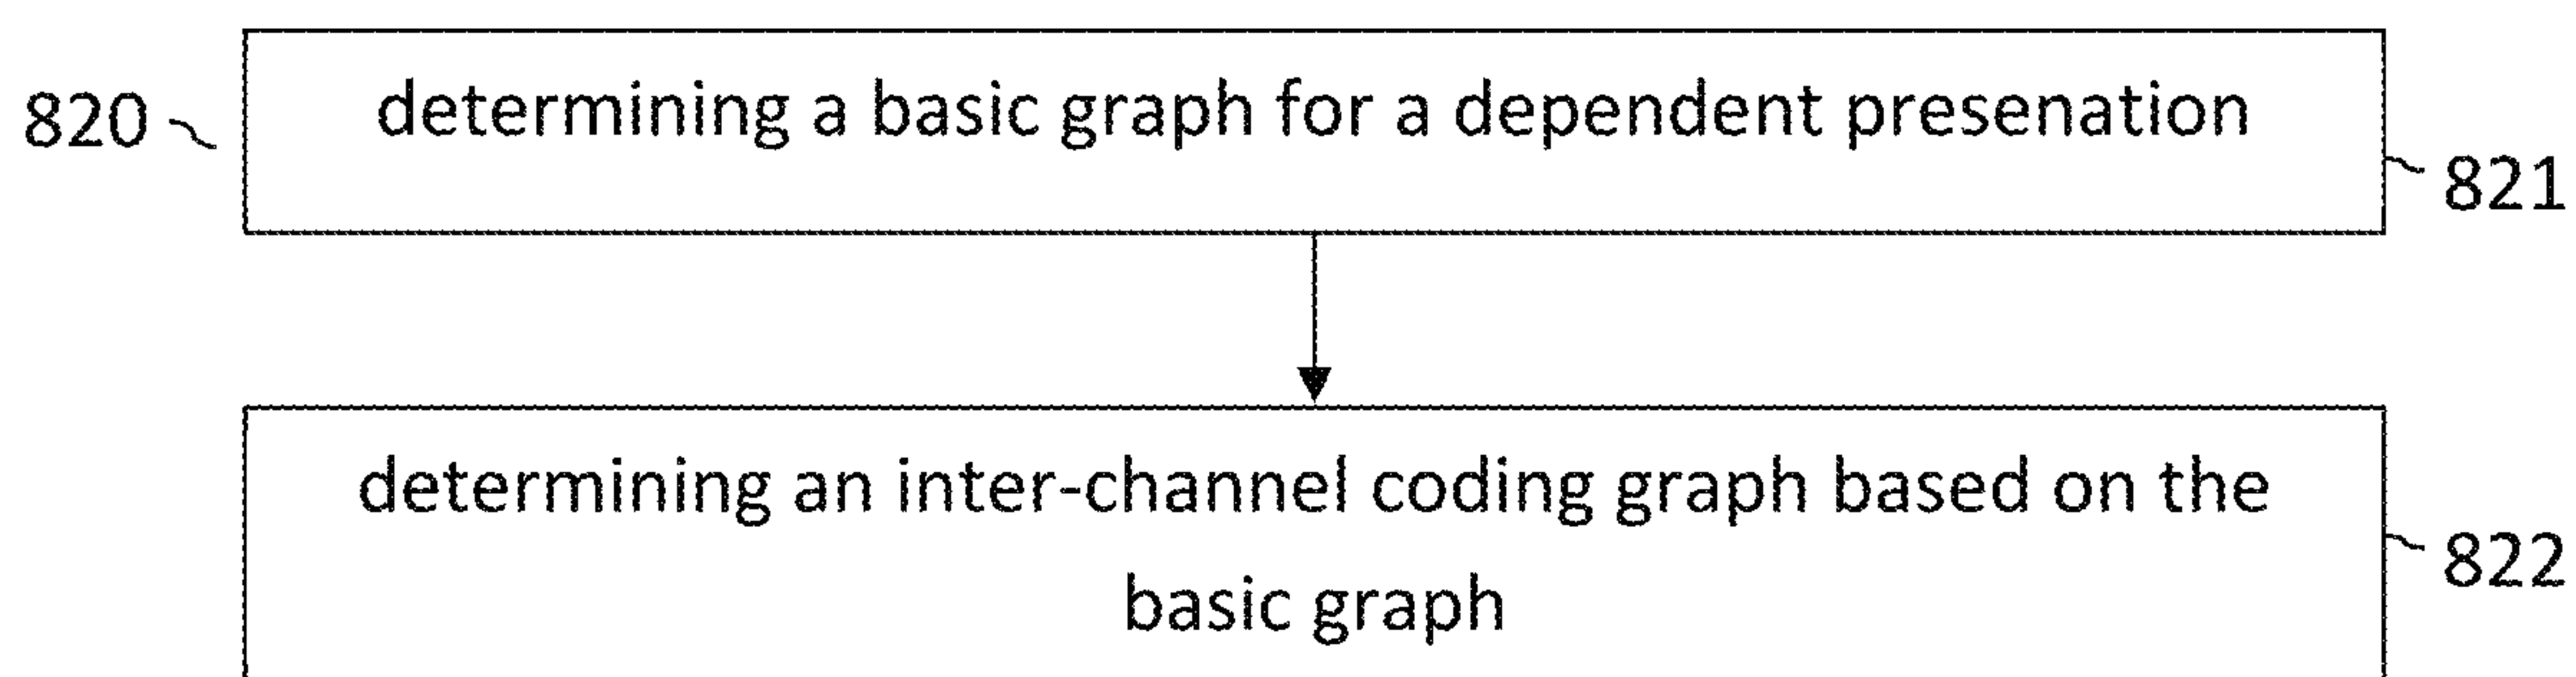 determining a basic graph for a dependent presenation
820
821
determining an inter-channel coding graph based on the
basic graph
822